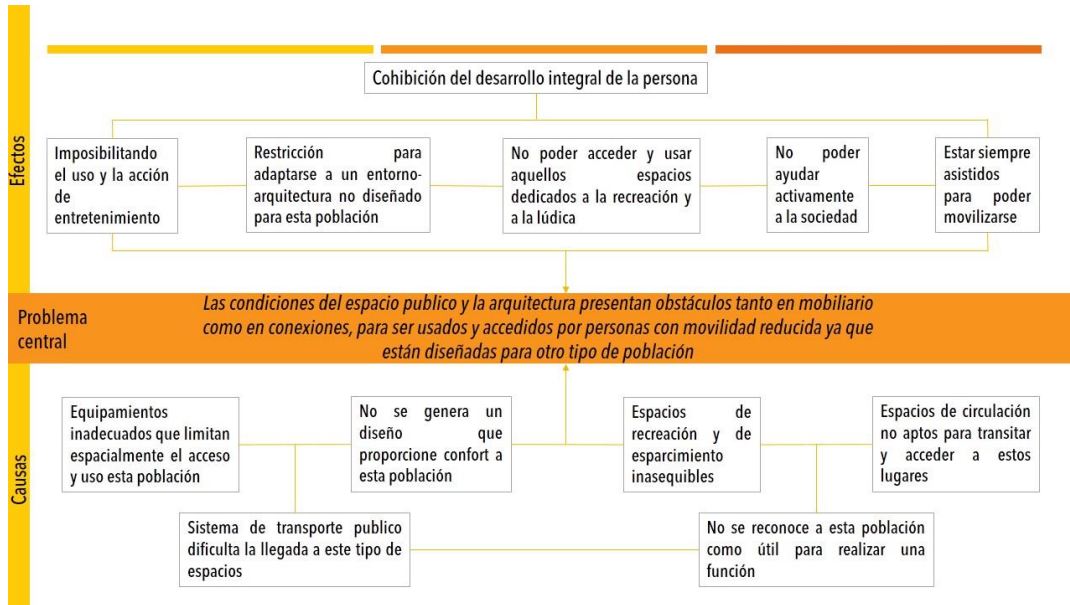 Efectos
Cohibición del desarrollo integral de la persona
Imposibilitando
el uso y la acción
de
entretenimiento
Restricción para
adaptarse a un entorno-
arquitectura no diseñado
para esta población
No poder acceder y usar
aquellos espacios
dedicados a la recreación y
a la lúdica
No poder
ayudar
activamente
a la sociedad
Estar siempre
asistidos
para poder
movilizarse
Problema
central
Las condiciones del espacio publico y la arquitectura presentan obstáculos tanto en mobiliario
como en conexiones, para ser usados y accedidos por personas con movilidad reducida ya que
están diseñadas para otro tipo de población
Causas
Equipamientos
inadecuados que limitan
espacialmente el acceso
y uso esta población
No se genera un
diseño que
proporcione confort a
esta población
Espacios de
recreación y de
esparcimiento
inasequibles
Espacios de circulación
no aptos para transitar
y acceder a estos
lugares
Sistema de transporte publico
dificulta la llegada a este tipo de
espacios
No se reconoce a esta población
como útil para realizar una
función